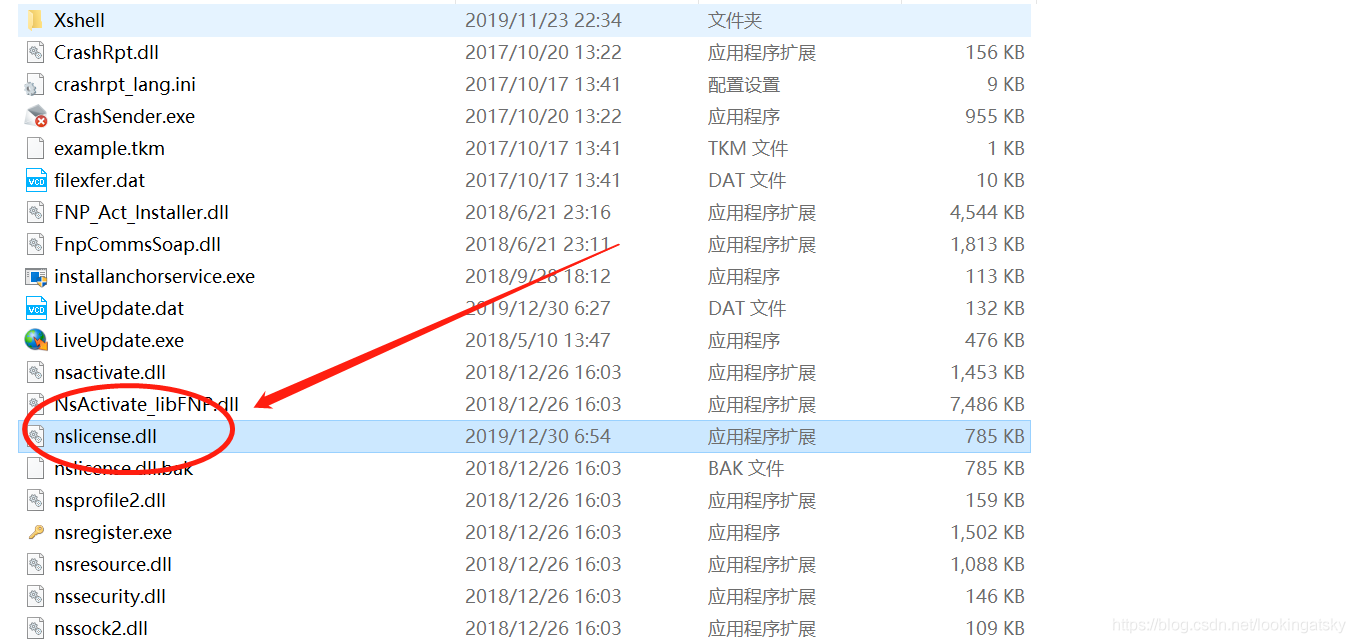 Xshell 2019/11/23 22:34 文件夹
CrashRpt.dll 2017/10/20 13:22 应用程序扩展 156 KB
crashrpt_lang.ini 2017/10/17 13:41 配置设置 9 KB
CrashSender.exe 2017/10/20 13:22 应用程序 955 KB
example.tkm 2017/10/17 13:41 TKM 文件 1 KB
filexfer.dat 2017/10/17 13:41 DAT 文件 10 KB
FNP_Act_Installer.dll 2018/6/21 23:16 应用程序扩展 4,544 KB
FnpCommsSoap.dll 2018/6/21 23:11 应用程序扩展 1,813 KB
installanchorservice.exe 2018/9/28 18:12 应用程序 113 KB
LiveUpdate.dat 2019/12/30 6:27 DAT 文件 132 KB
LiveUpdate.exe 2018/5/10 13:47 应用程序 476 KB
nsactivate.dll 2018/12/26 16:03 应用程序扩展 1,453 KB
NsActivate_libFNP.dll 2018/12/26 16:03 应用程序扩展 7,486 KB
nslicense.dll 2019/12/30 6:54 应用程序扩展 785 KB
nslicense.dll.bak 2018/12/26 16:03 BAK 文件 785 KB
nsprofile2.dll 2018/12/26 16:03 应用程序扩展 159 KB
nsregister.exe 2018/12/26 16:03 应用程序 1,502 KB
nsresource.dll 2018/12/26 16:03 应用程序扩展 1,088 KB
nssecurity.dll 2018/12/26 16:03 应用程序扩展 146 KB
nssock2.dll 2018/12/26 16:03 应用程序扩展 109 KB
https://blog.csdn.net/lookingatsky